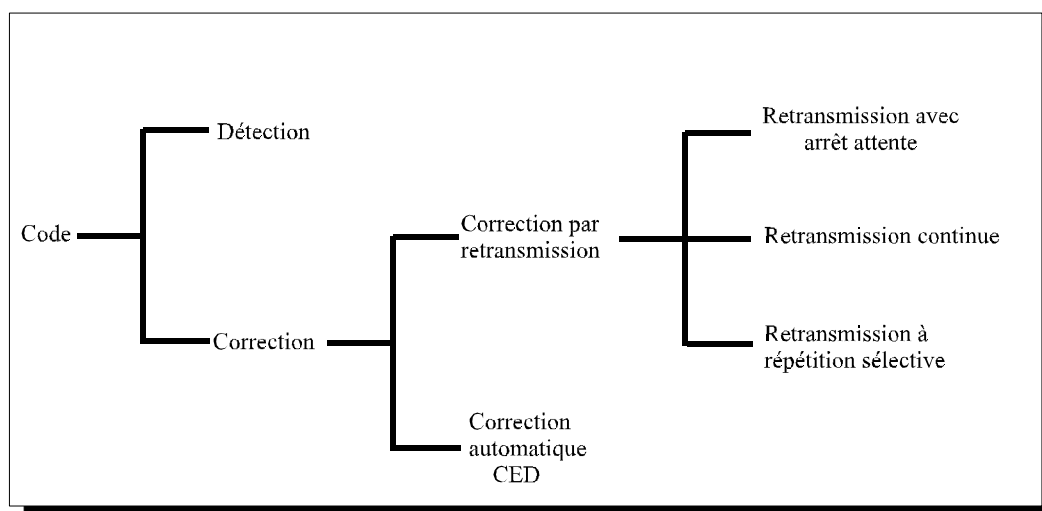 Code
Détection
Correction
Correction par
retransmission
Correction
automatique
CED
Retransmission avec
arrêt attente
Retransmission continue
Retransmission à
répétition sélective